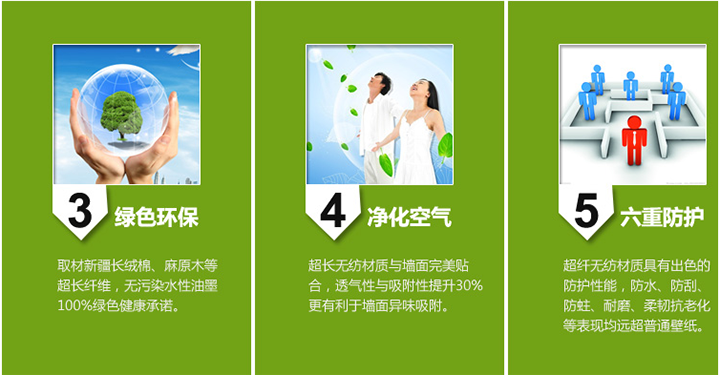 3 绿色环保
取材新疆长绒棉、麻原木等
超长纤维，无污染水性油墨
100%绿色健康承诺。
4 净化空气
超长无纺材质与墙面完美贴
合，透气性与吸附性提升30%
更有利于墙面异味吸附。
5 六重防护
超纤无纺材质具有出色的
防护性能，防水、防刮、
防蛀、耐磨、柔韧抗老化
等表现均远超普通壁纸。